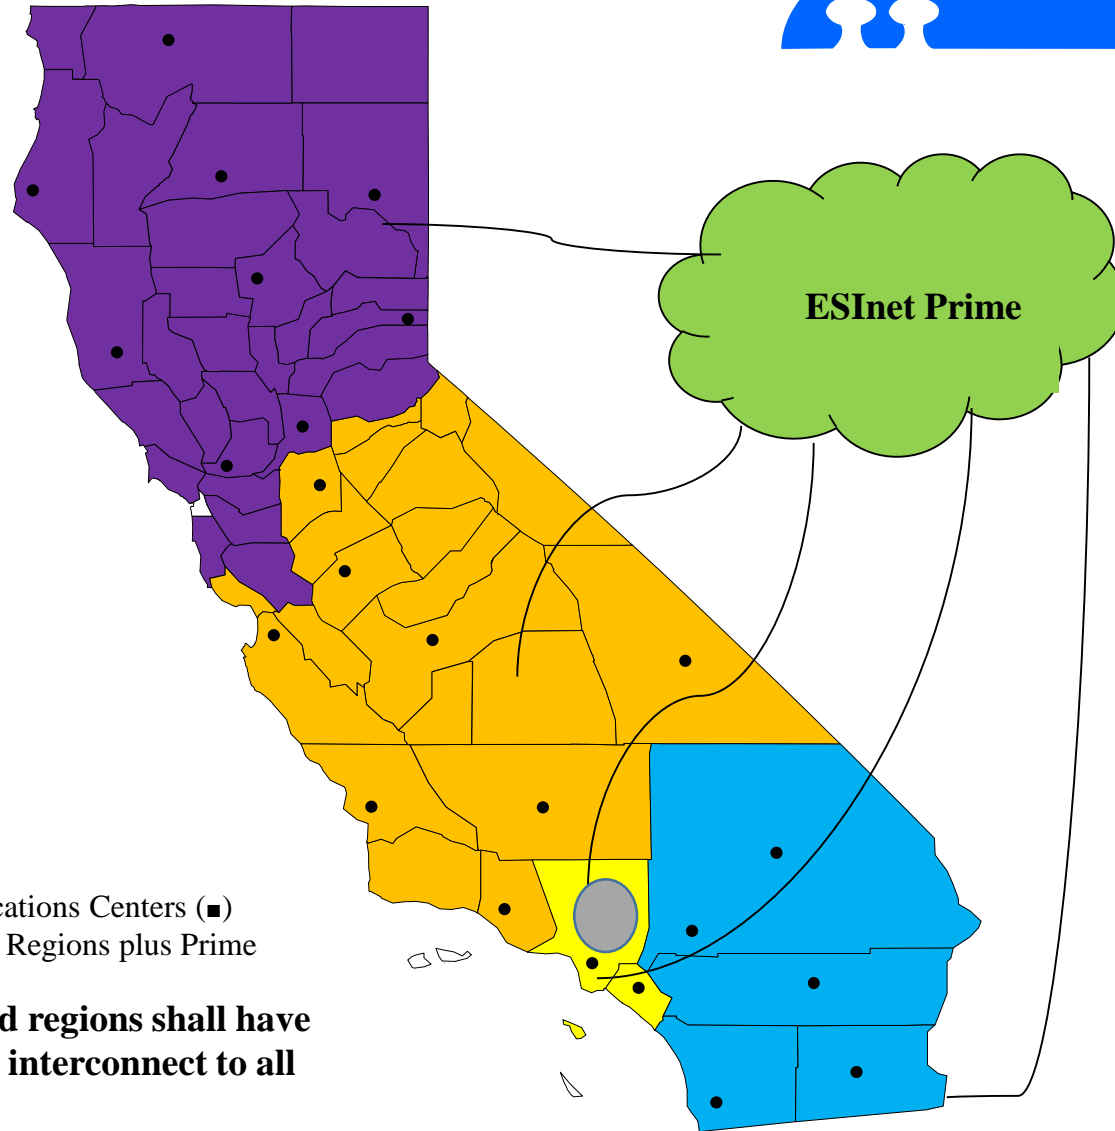 ESInet Prime
cations Centers (■)
Regions plus Prime
d regions shall have
interconnect to all